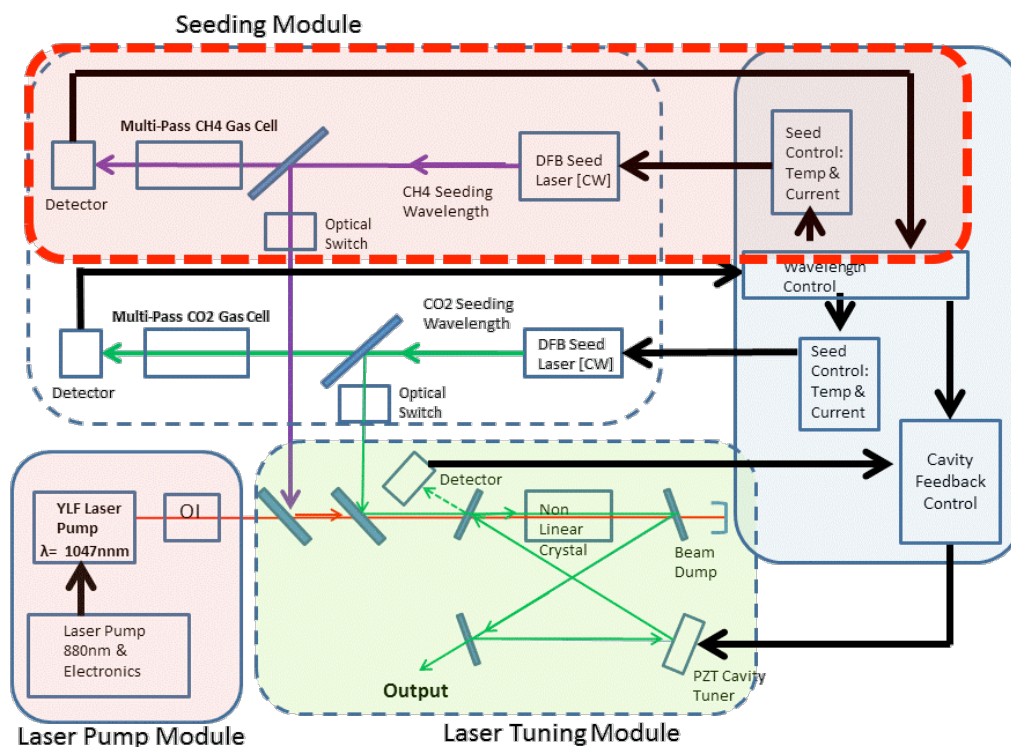 Seeding Module
Multi-Pass CH4 Gas Cell
Detector
CH4 Seeding
Wavelength
DFB Seed
Laser [CW]
Seed
Control:
Temp &
Current
Optical
Switch
Wavelength
Control
Multi-Pass CO2 Gas Cell
Detector
CO2 Seeding
Wavelength
DFB Seed
Laser [CW]
Seed
Control:
Temp &
Current
Optical
Switch
Cavity
Feedback
Control
YLF Laser
Pump
λ= 1047nnm
OI
Laser Pump
880nm &
Electronics
Detector
Non
Linear
Crystal
Beam
Dump
Output
PZT Cavity
Tuner
Laser Pump Module
Laser Tuning Module